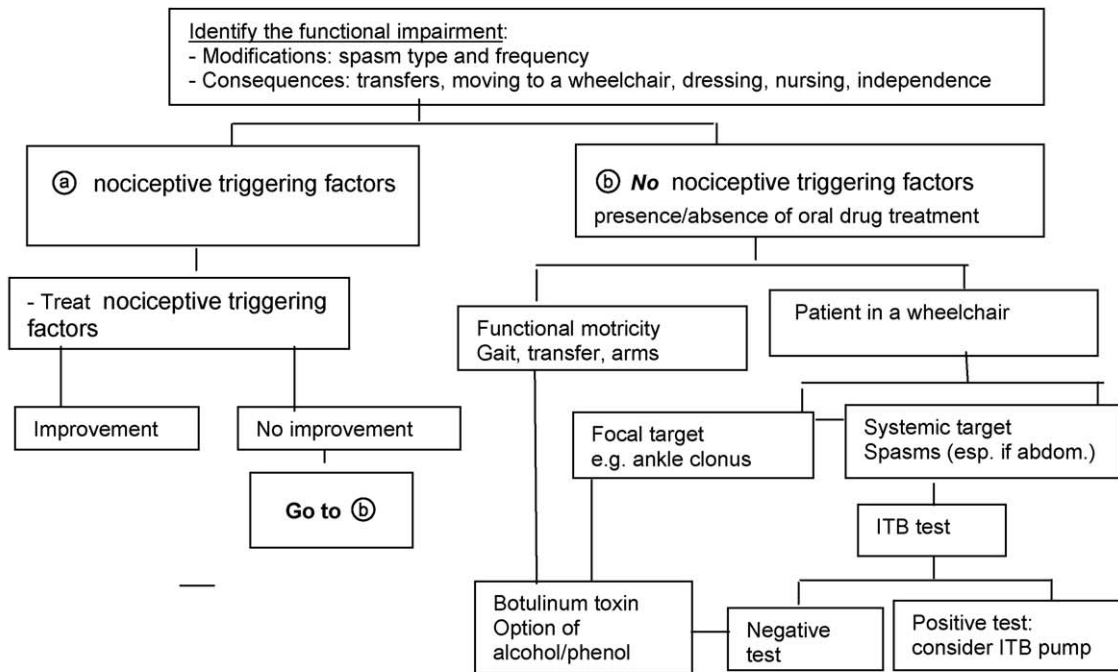 Identify the functional impairment:
- Modifications: spasm type and frequency
- Consequences: transfers, moving to a wheelchair, dressing, nursing, independence
ⓐ nociceptive triggering factors
ⓑ No nociceptive triggering factors
presence/absence of oral drug treatment
- Treat nociceptive triggering
factors
Functional motricity
Gait, transfer, arms
Patient in a wheelchair
Improvement
No improvement
Focal target
e.g. ankle clonus
Systemic target
Spasms (esp. if abdom.)
Go to ⓑ
ITB test
Botulinum toxin
Option of
alcohol/phenol
Negative
test
Positive test:
consider ITB pump